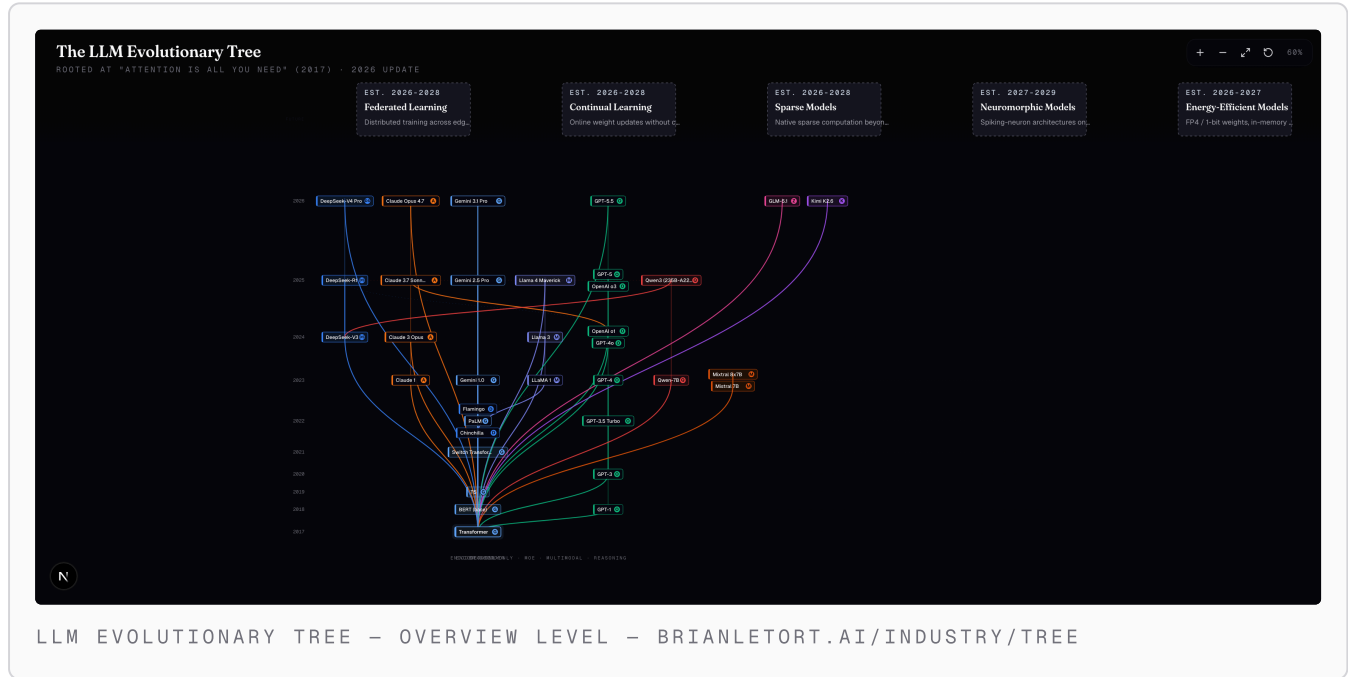 The LLM Evolutionary Tree
ROOTED AT "ATTENTION IS ALL YOU NEED" (2017) · 2026 UPDATE
60%
EST. 2026-2028
Federated Learning
Distributed training across edg…
EST. 2026-2028
Continual Learning
Online weight updates without c…
EST. 2026-2028
Sparse Models
Native sparse computation beyon…
EST. 2027-2029
Neuromorphic Models
Spiking-neuron architectures on…
EST. 2026-2027
Energy-Efficient Models
FP4 / 1-bit weights, in-memory …
2026
DeepSeek-V4 Pro
Claude Opus 4.7
Gemini 3.1 Pro
GPT-5.5
GLM-5.1
Kimi K2.6
2025
DeepSeek-R1
Claude 3.7 Sonn…
Gemini 2.5 Pro
Llama 4 Maverick
GPT-5
OpenAI o3
Qwen3 (235B-A22…
2024
DeepSeek-V3
Claude 3 Opus
Llama 3
OpenAI o1
GPT-4o
2023
Claude 1
Gemini 1.0
LLaMA 1
GPT-4
Qwen-7B
Mixtral 8x7B
Mistral 7B
Flamingo
2022
PaLM
GPT-3.5 Turbo
Chinchilla
2021
Switch Transfor…
2020
GPT-3
2019
T5
2018
BERT (base)
GPT-1
2017
Transformer
MOE · MULTIMODAL · REASONING
N
LLM EVOLUTIONARY TREE — OVERVIEW LEVEL — BRIANLETORT.AI/INDUSTRY/TREE